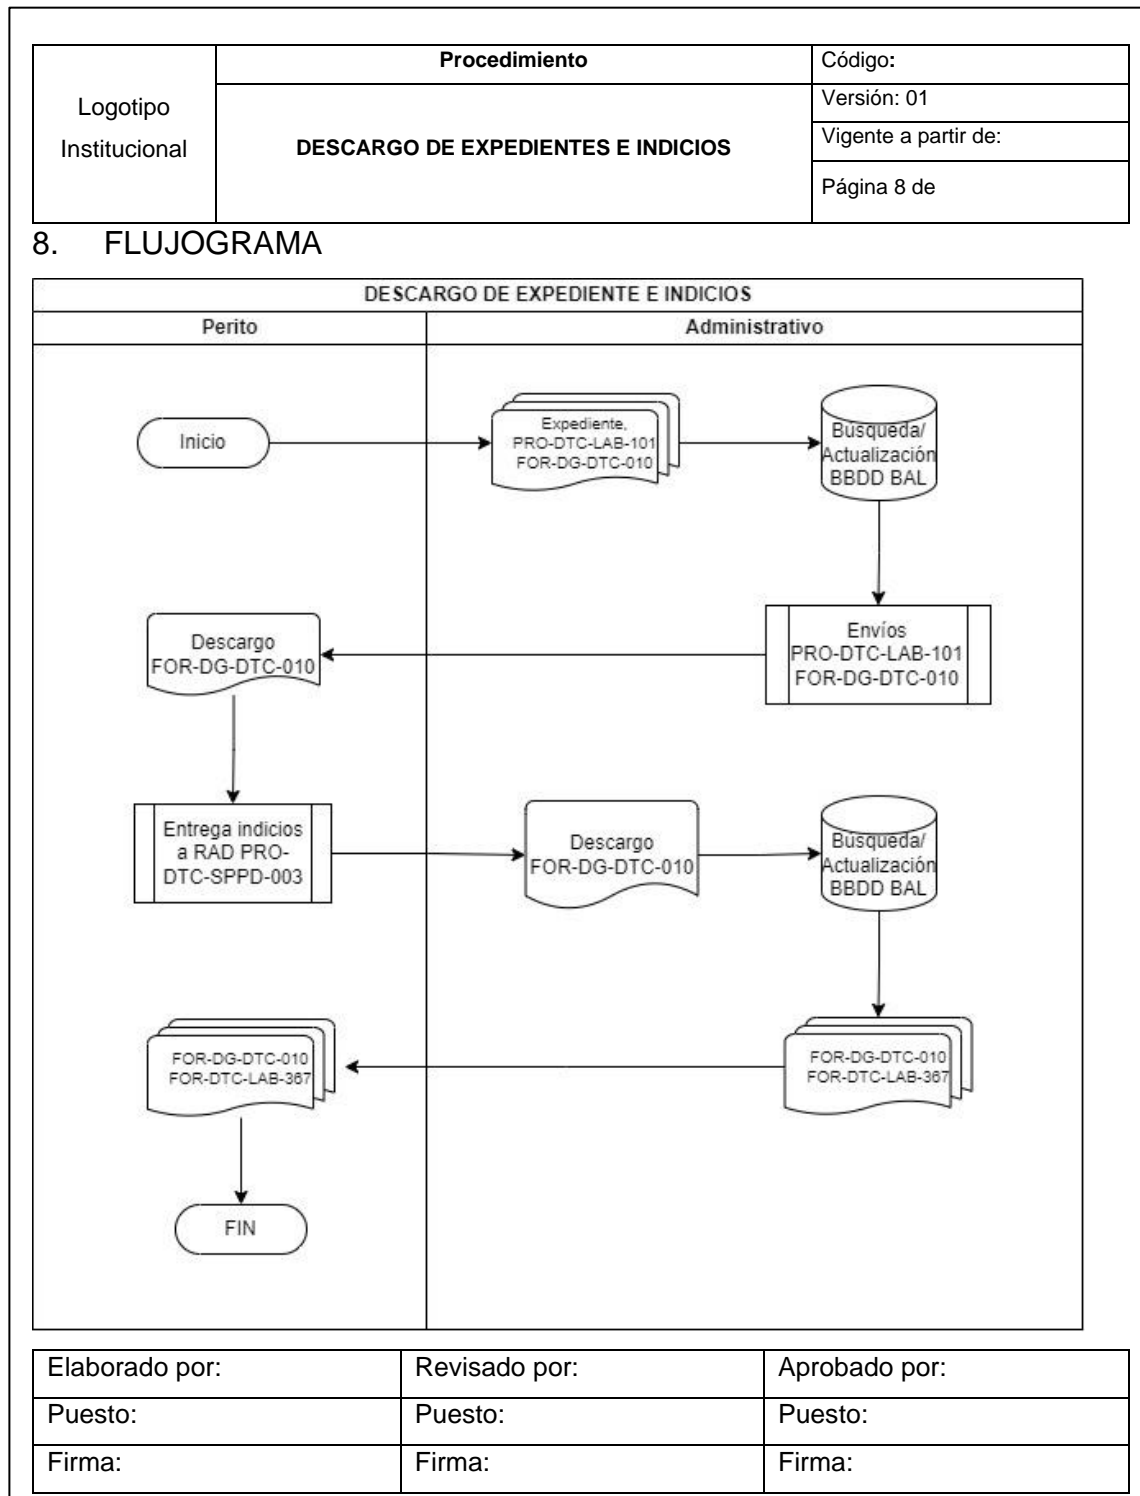 Procedimiento
Código:
Logotipo
Institucional
DESCARGO DE EXPEDIENTES E INDICIOS
Versión: 01
Vigente a partir de:
Página 8 de
8. FLUJOGRAMA
DESCARGO DE EXPEDIENTE E INDICIOS
Perito
Administrativo
Inicio
Expediente,
PRO-DTC-LAB-101
FOR-DG-DTC-010
Busqueda/
Actualización
BBDD BAL
Envíos
PRO-DTC-LAB-101
FOR-DG-DTC-010
Descargo
FOR-DG-DTC-010
Entrega indicios
a RAD PRO-
DTC-SPPD-003
Descargo
FOR-DG-DTC-010
Busqueda/
Actualización
BBDD BAL
FOR-DG-DTC-010
FOR-DTC-LAB-367
FOR-DG-DTC-010
FOR-DTC-LAB-367
FIN
Elaborado por:
Revisado por:
Aprobado por:
Puesto:
Puesto:
Puesto:
Firma:
Firma:
Firma: